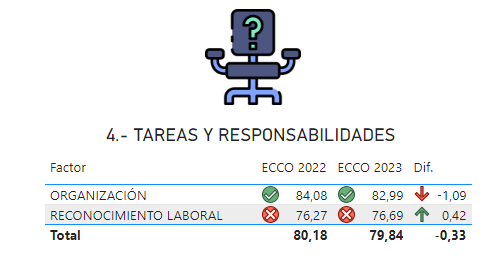 ?
4.- TAREAS Y RESPONSABILIDADES
Factor ECCO 2022 ECCO 2023 Dif.
ORGANIZACIÓN 84,08 82,99 -1,09
RECONOCIMIENTO LABORAL 76,27 76,69 0,42
Total 80,18 79,84 -0,33